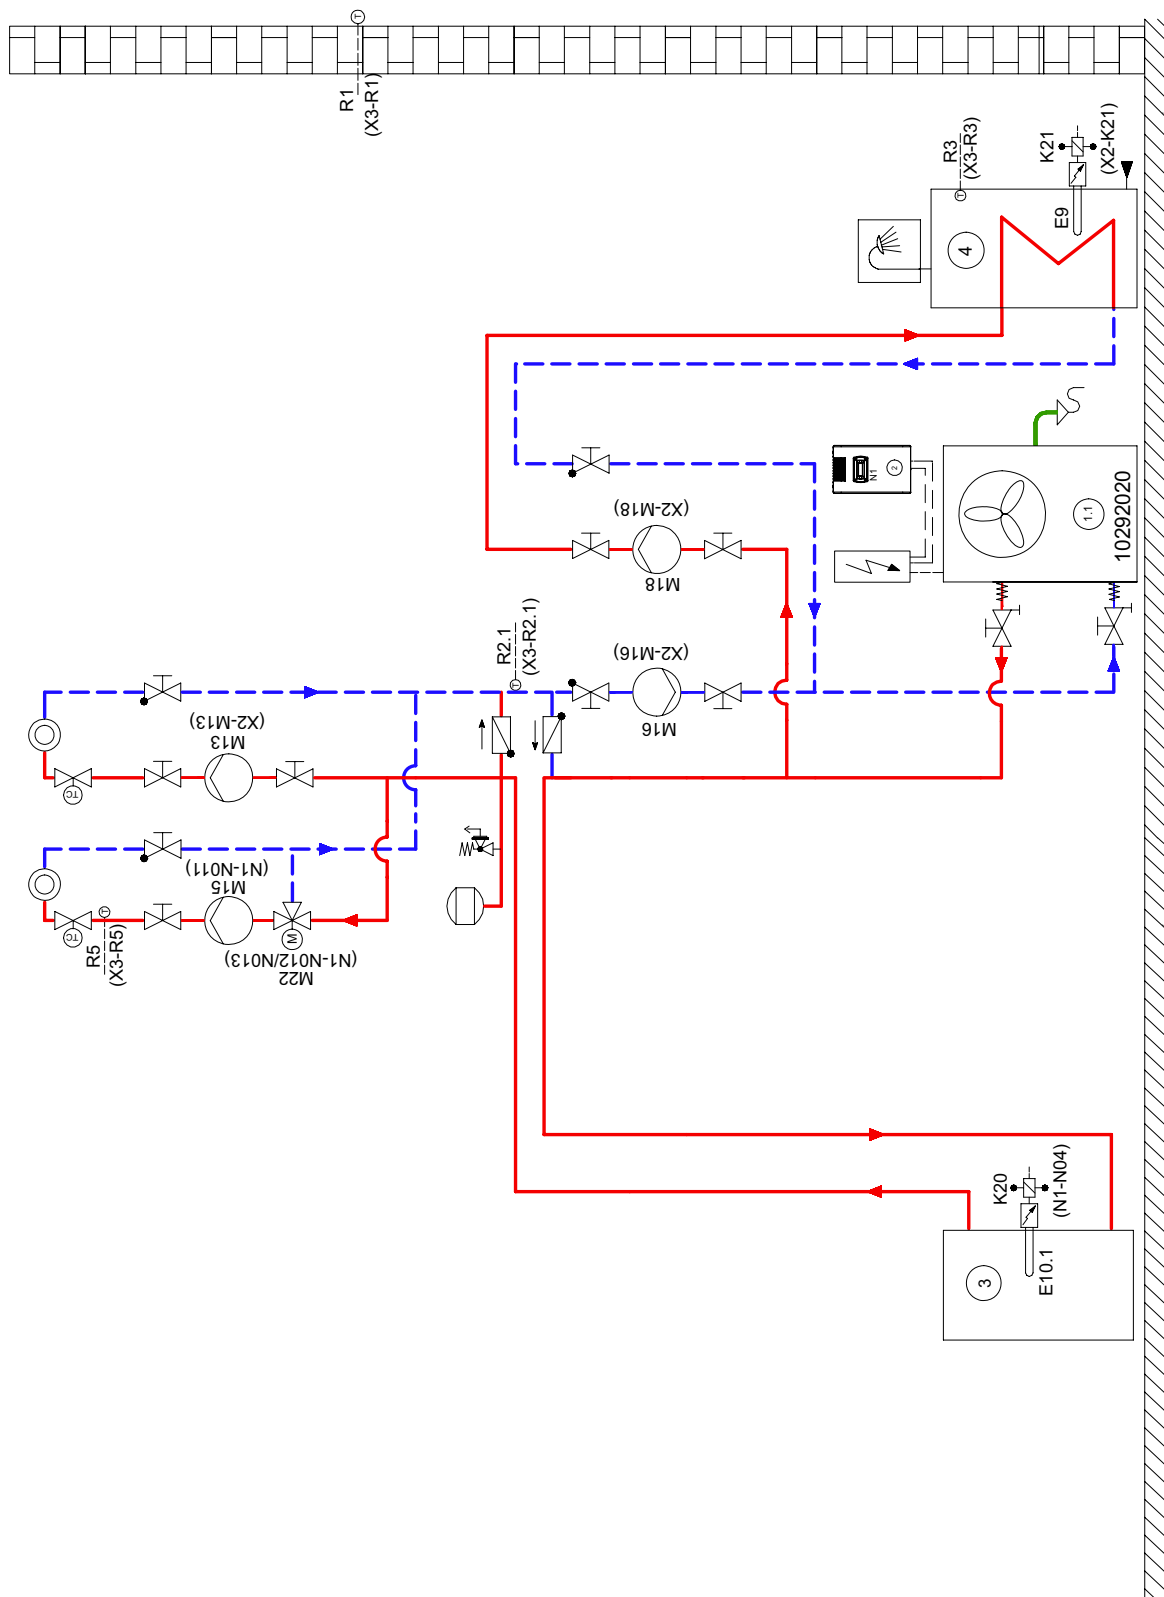 R1
(X3-R1)
R3
(X3-R3)
K21
(X2-K21)
E9
4
N1
2
1.1
10292020
(X2-M18)
M18
R2.1
(X3-R2.1)
(X2-M16)
M16
(X2-M13)
M13
TC
(N1-N011)
M15
TC
R5
(X3-R5)
M
M22
(N1-N012/N013)
K20
(N1-N04)
E10.1
3
T
T
T
T